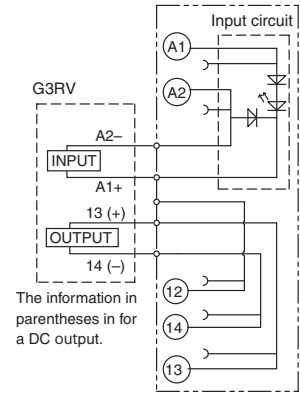 Input circuit
A1
G3RV
A2
A2–
INPUT
A1+
13 (+)
OUTPUT
14 (–)
12
14
13
The information in
parentheses in for
a DC output.